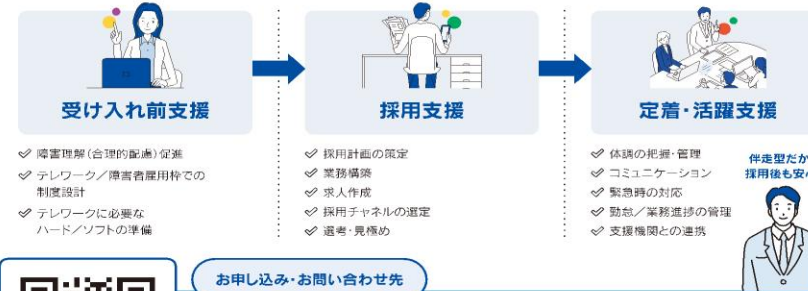 受け入れ前支援
障害理解(合理的配慮)促進
テレワーク/障害者雇用枠での
制度設計
テレワークに必要な
ハード/ソフトの準備
採用支援
採用計画の策定
業務構築
求人作成
採用チャネルの選定
選考・見極め
定着・活躍支援
体調の把握・管理
コミュニケーション
緊急時の対応
勤怠/業務進捗の管理
支援機関との連携
伴走型だか
採用後も安
お申し込み・お問い合わせ先